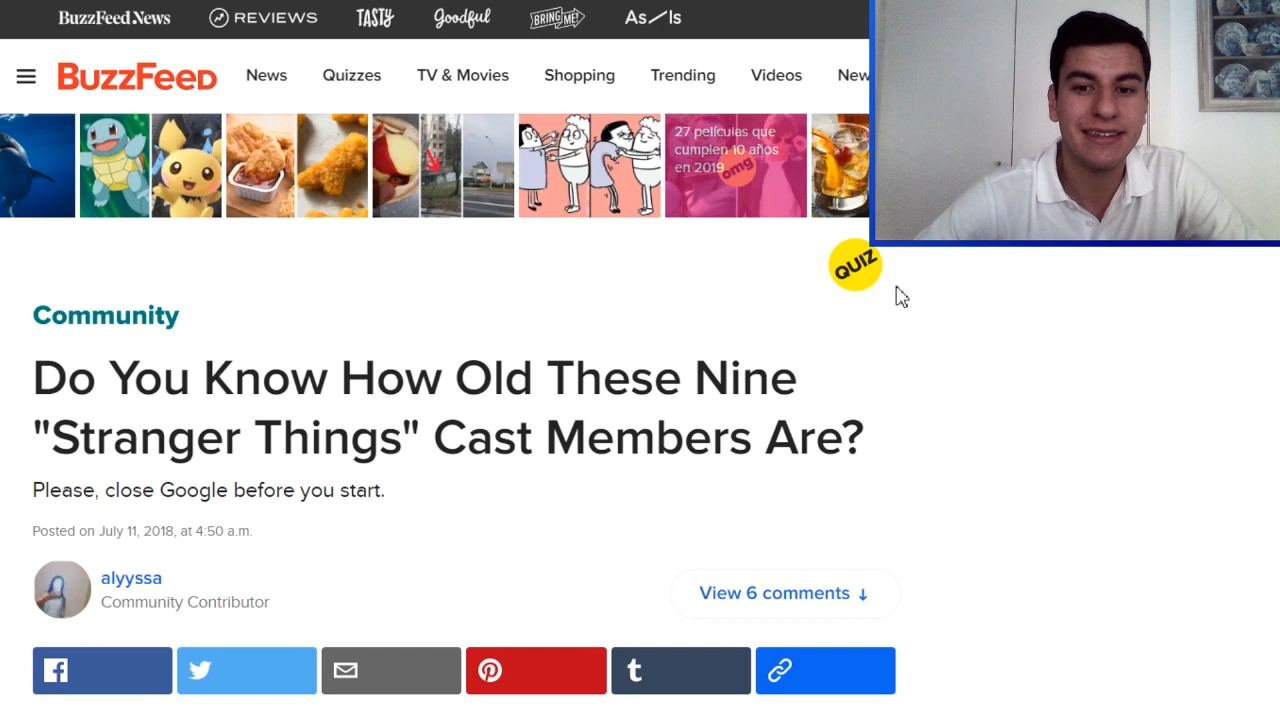 BuzzFeed News REVIEWS TASTY Goodful BRING ME! As/Is
BuzzFeed News Quizzes TV & Movies Shopping Trending Videos New
27 películas que
cumplen 10 años
en 2019
omg
QUIZ
Community
Do You Know How Old These Nine
"Stranger Things" Cast Members Are?
Please, close Google before you start.
Posted on July 11, 2018, at 4:50 a.m.
alyyssa
Community Contributor
View 6 comments ↓